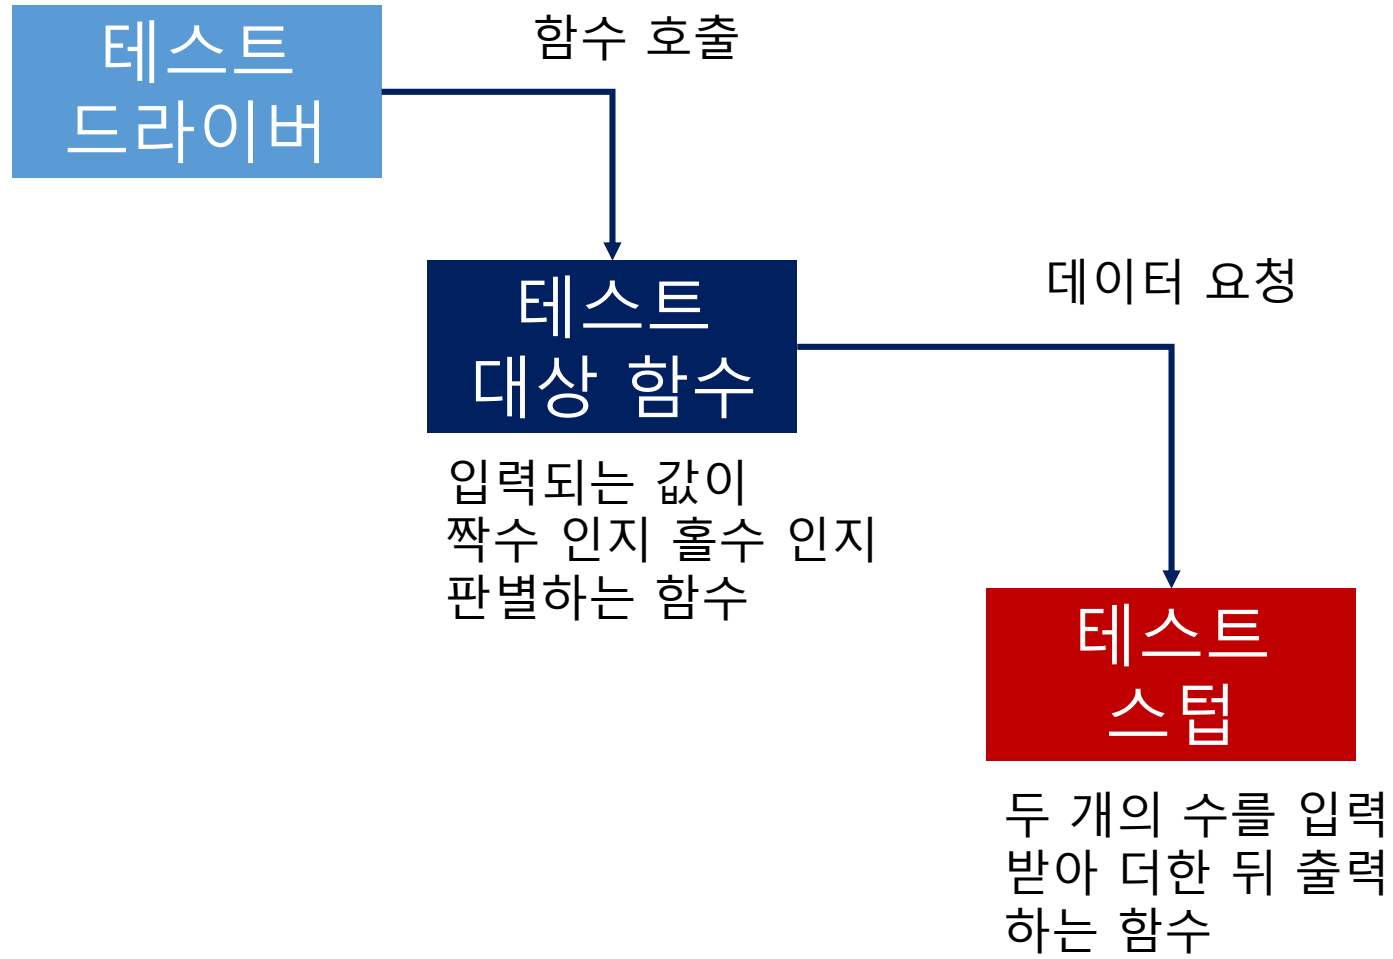 테스트
드라이버
함수 호출
테스트
대상 함수
데이터 요청
입력되는 값이
짝수 인지 홀수 인지
판별하는 함수
테스트
스텁
두 개의 수를 입력
받아 더한 뒤 출력
하는 함수